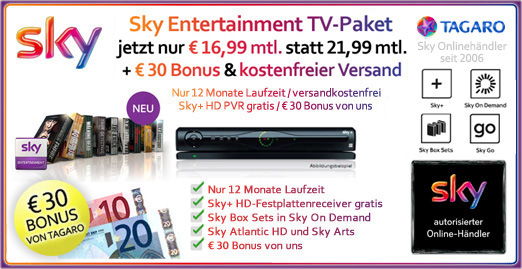 sky
Sky Entertainment TV-Paket
jetzt nur € 16,99 mtl. statt 21,99 mtl.
+ € 30 Bonus & kostenfreier Versand
Nur 12 Monate Laufzeit / versandkostenfrei
Sky+ HD PVR gratis / € 30 Bonus von uns
TAGARO
Sky Onlinehändler
seit 2006
Sky+
Sky On Demand
Sky Box Sets
go
Sky Go
NEU
sky
ENTERTAINMENT
sky
Abbildungsbeispiel
€ 30
BONUS
VON TAGARO
10
20
Nur 12 Monate Laufzeit
Sky+ HD-Festplattenreceiver gratis
Sky Box Sets in Sky On Demand
Sky Atlantic HD und Sky Arts
€ 30 Bonus von uns
sky
autorisierter
Online-Händler